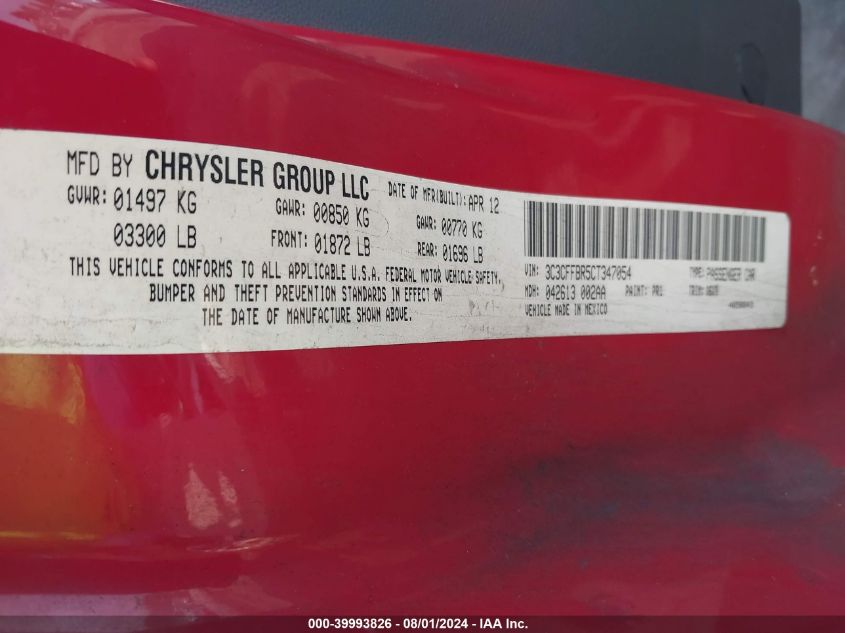 MFD BY CHRYSLER GROUP LLC DATE OF MFR(BUILT): APR 12
GVWR: 01497 KG GAWR: 00850 KG GAWR: 00770 KG
03300 LB FRONT: 01872 LB REAR: 01696 LB
THIS VEHICLE CONFORMS TO ALL APPLICABLE U.S.A. FEDERAL MOTOR VEHICLE SAFETY,
BUMPER AND THEFT PREVENTION STANDARDS IN EFFECT ON
THE DATE OF MANUFACTURE SHOWN ABOVE.
VIN: 3C3CFFBR5CT347054 TYPE: PASSENGER CAR
MDH: 042613 002AA PAINT: PR1 TRIM:
VEHICLE MADE IN MEXICO
000-39993826 - 08/01/2024 - IAA Inc.